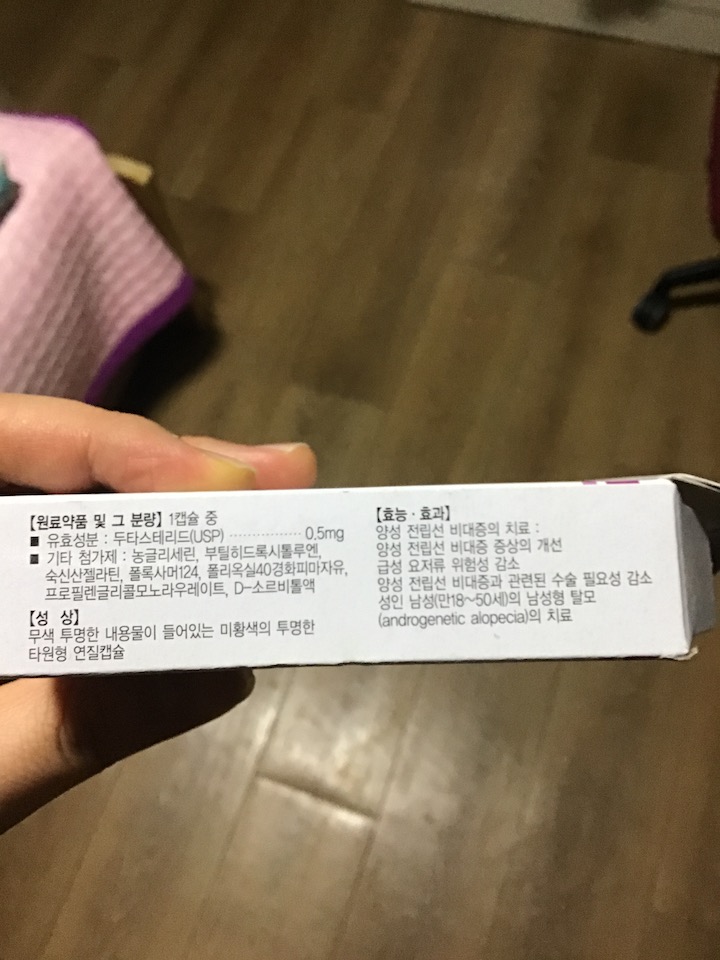 【원료약품 및 그 분량】 1캡슐 중
■ 유효성분 : 두타스테리드(USP) ················ 0.5mg
■ 기타 첨가제 : 농글리세린, 부틸히드록시톨루엔,
숙신산젤라틴, 폴록사머124, 폴리옥실40경화피마자유,
프로필렌글리콜모노라우레이트, D-소르비톨액
【성 상】
무색 투명한 내용물이 들어있는 미황색의 투명한
타원형 연질캡슐
【효능·효과】
양성 전립선 비대증의 치료 :
양성 전립선 비대증 증상의 개선
급성 요저류 위험성 감소
양성 전립선 비대증과 관련된 수술 필요성 감소
성인 남성(만18~50세)의 남성형 탈모
(androgenetic alopecia)의 치료